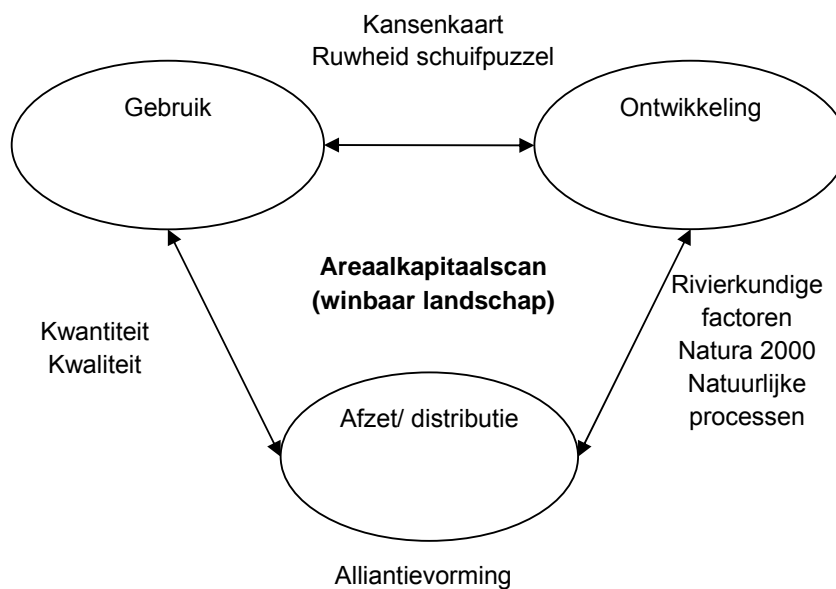 Kansenkaart
Ruwheid schuifpuzzel
Gebruik
Ontwikkeling
Areaalkapitaalscan
(winbaar landschap)
Kwantiteit
Kwaliteit
Rivierkundige
factoren
Natura 2000
Natuurlijke
processen
Afzet/ distributie
Alliantievorming